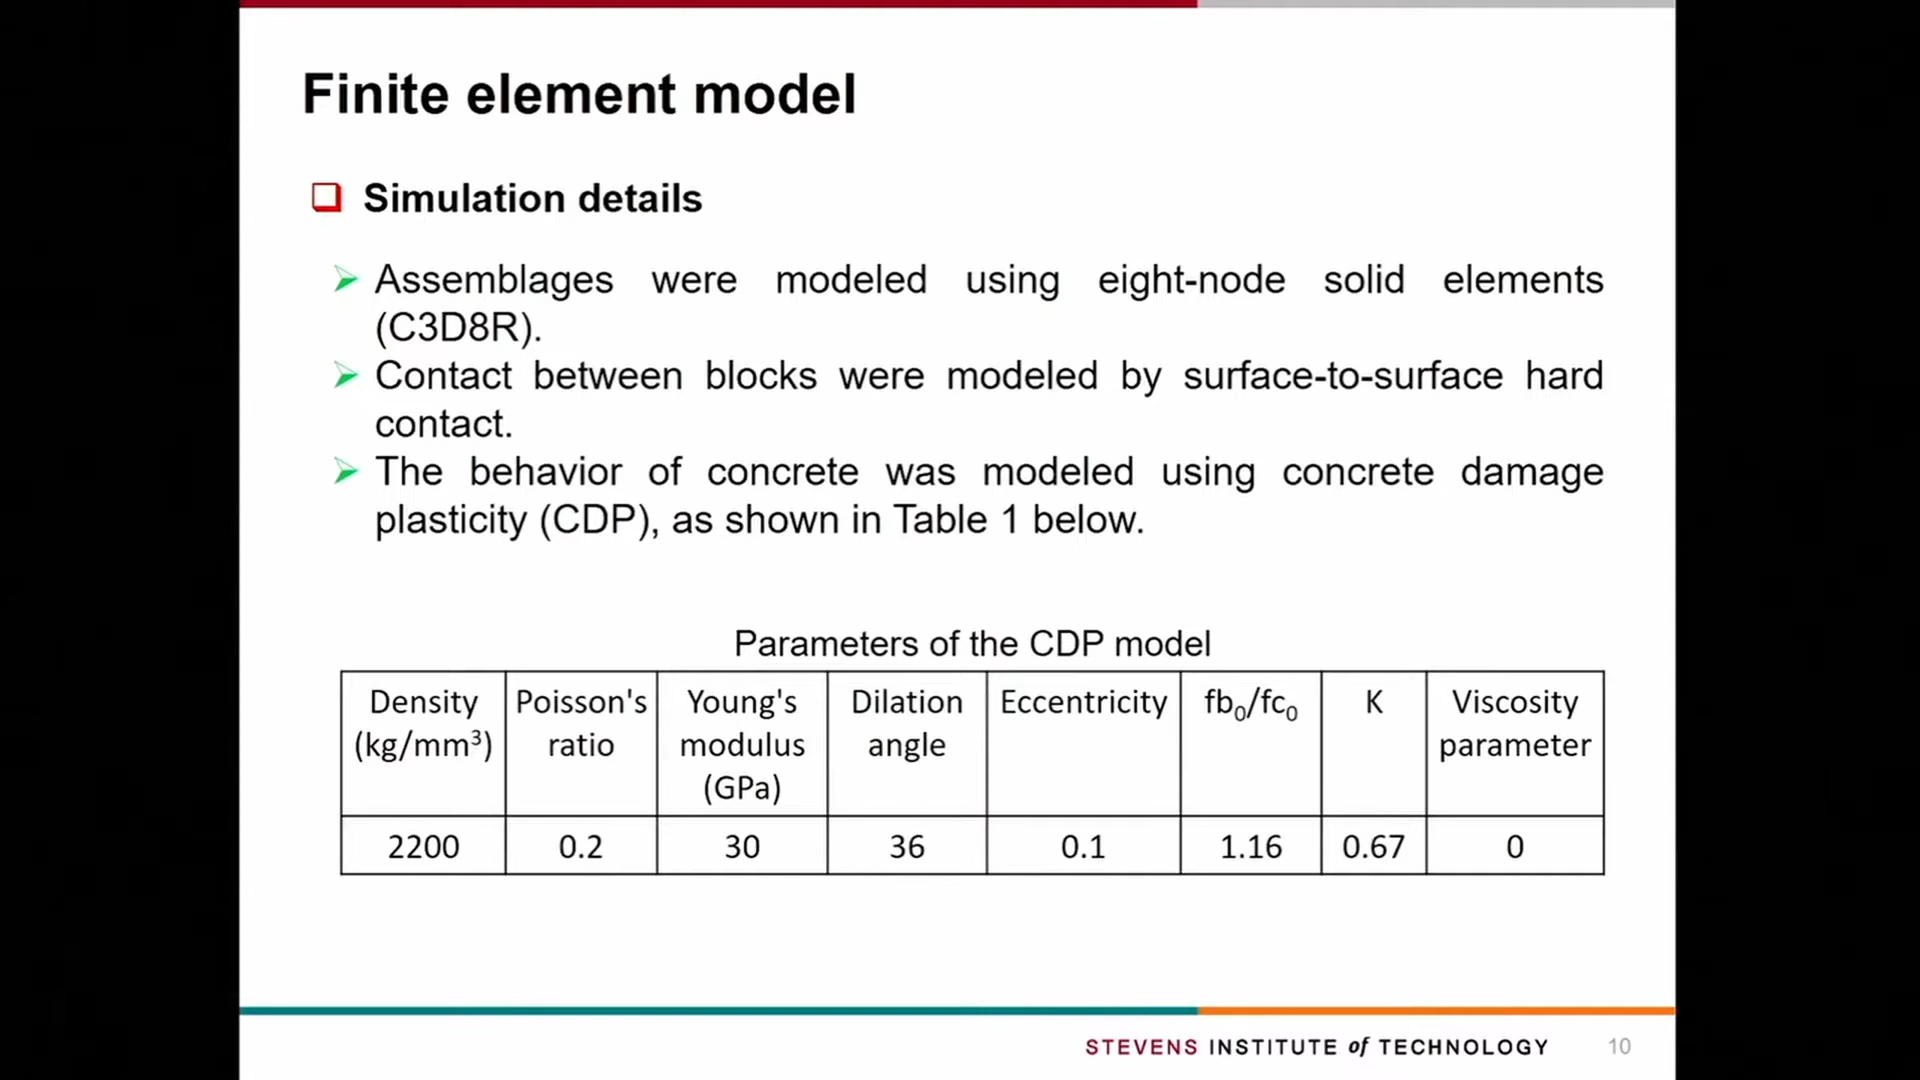 Finite element model
Simulation details
Assemblages were modeled using eight-node solid elements
(C3D8R).
Contact between blocks were modeled by surface-to-surface hard
contact.
The behavior of concrete was modeled using concrete damage
plasticity (CDP), as shown in Table 1 below.
Parameters of the CDP model
Density (kg/mm³) Poisson's ratio Young's modulus (GPa) Dilation angle Eccentricity fb₀/fc₀ K Viscosity parameter
2200 0.2 30 36 0.1 1.16 0.67 0
STEVENS INSTITUTE of TECHNOLOGY 10